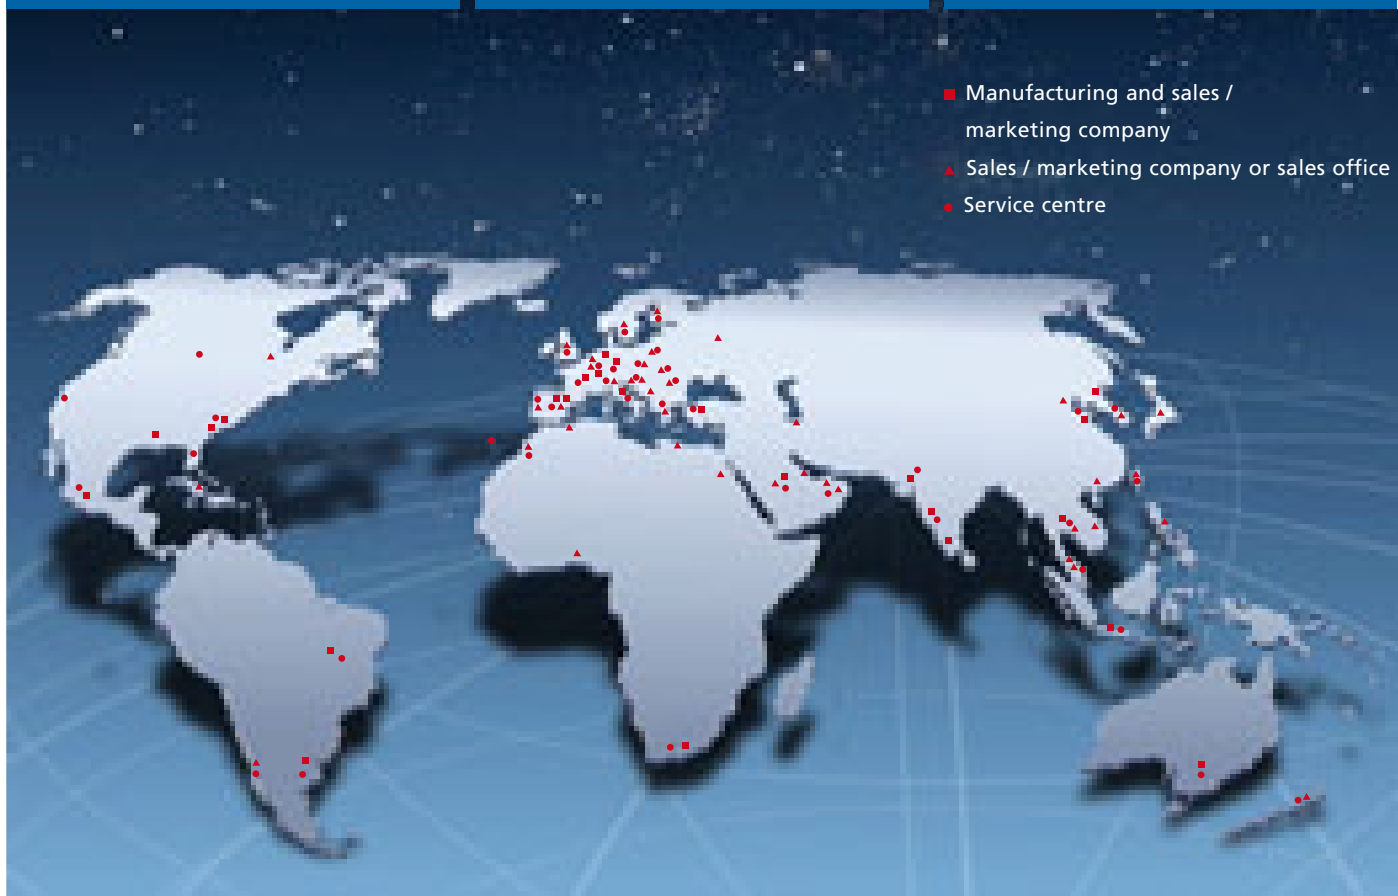 Manufacturing and sales /
marketing company
Sales / marketing company or sales office
Service centre